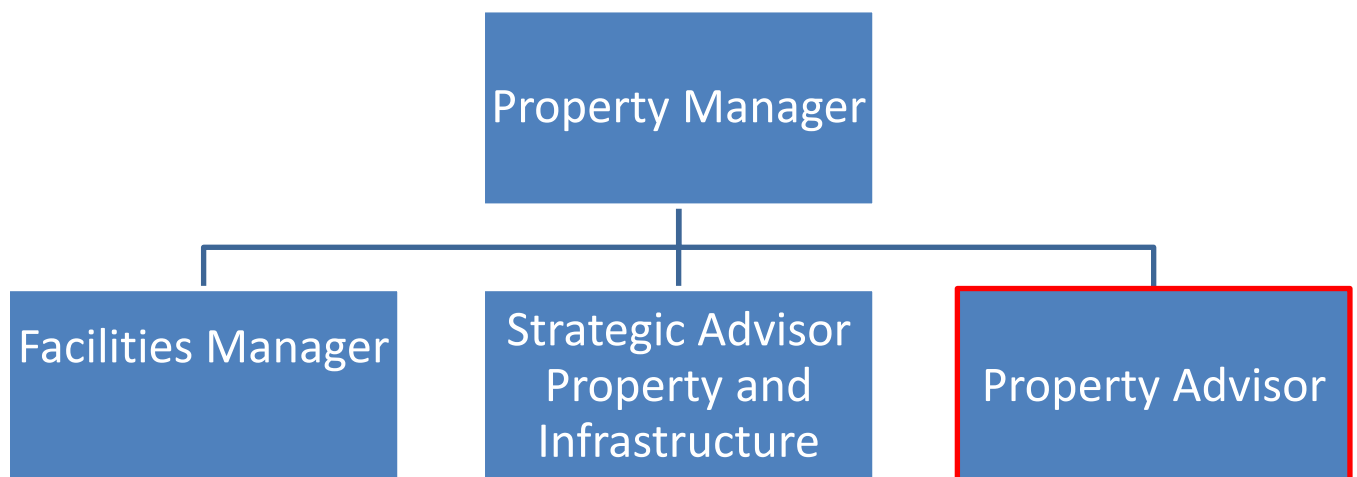 Property Manager
Facilities Manager
Strategic Advisor
Property and
Infrastructure
Property Advisor